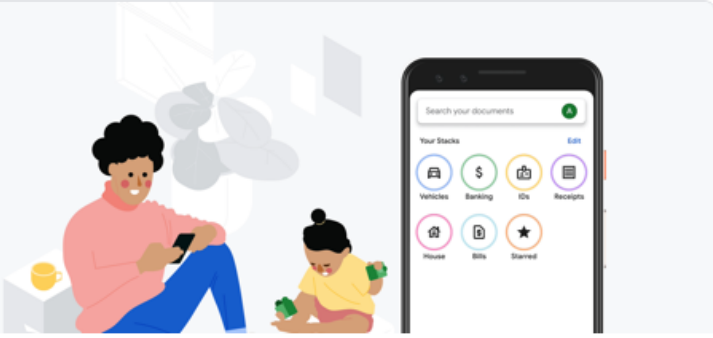 Search your documents
A
Your Stacks Edit
Vehicles Banking IDs Receipts
House Bills Starred